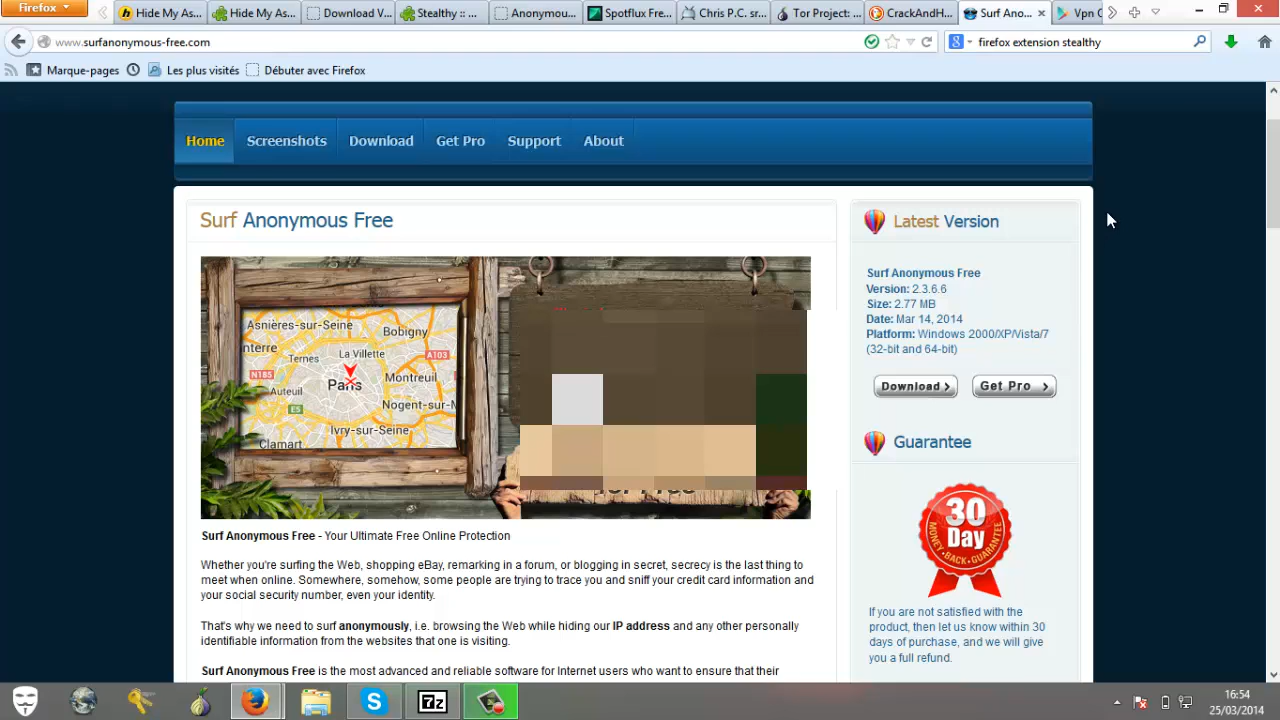 Firefox
Hide My Ass...
Hide My As...
Download V...
Stealthy :: ...
Anonymou...
Spotflux Fre...
Chris P.C. sr...
Tor Project: ...
CrackAndH...
Surf Ano...
Vpn
www.surfanonymous-free.com
firefox extension stealthy
Marque-pages
Les plus visités
Débuter avec Firefox
Home
Screenshots
Download
Get Pro
Support
About
Surf Anonymous Free
Asnières-sur-Seine
Bobigny
nterre
Ternes
La Villette
A103
N185
Paris
Montreuil
Auteuil
E5
Nogent-sur-M
Ivry-sur-Seine
Clamart
Surf Anonymous Free - Your Ultimate Free Online Protection
Whether you're surfing the Web, shopping eBay, remarking in a forum, or blogging in secret, secrecy is the last thing to
meet when online. Somewhere, somehow, some people are trying to trace you and sniff your credit card information and
your social security number, even your identity.
That's why we need to surf anonymously, i.e. browsing the Web while hiding our IP address and any other personally
identifiable information from the websites that one is visiting.
Surf Anonymous Free is the most advanced and reliable software for Internet users who want to ensure that their
Latest Version
Surf Anonymous Free
Version: 2.3.6.6
Size: 2.77 MB
Date: Mar 14, 2014
Platform: Windows 2000/XP/Vista/7
(32-bit and 64-bit)
Download
Get Pro
Guarantee
30
Day
MONEY-BACK-GUARANTEE
If you are not satisfied with the
product, then let us know within 30
days of purchase, and we will give
you a full refund.
7z
16:54
25/03/2014